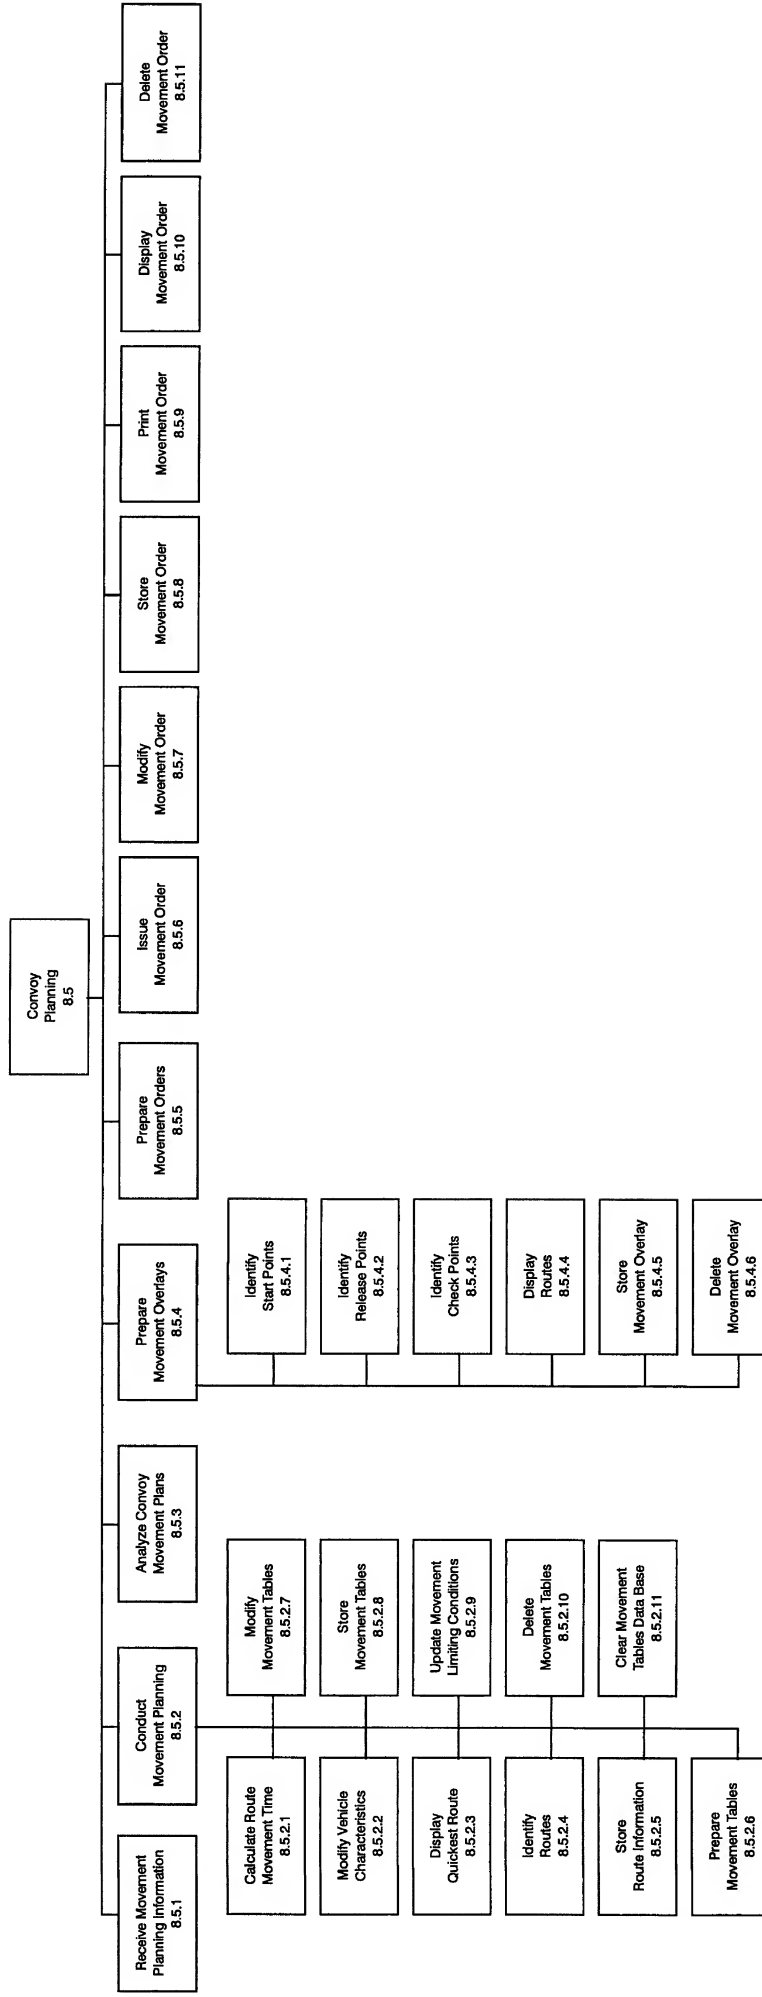 Convoy
Planning
8.5
Receive Movement
Planning Information
8.5.1
Conduct
Movement Planning
8.5.2
Analyze Convoy
Movement Plans
8.5.3
Prepare
Movement Overlays
8.5.4
Prepare
Movement Orders
8.5.5
Issue
Movement Order
8.5.6
Modify
Movement Order
8.5.7
Store
Movement Order
8.5.8
Print
Movement Order
8.5.9
Display
Movement Order
8.5.10
Delete
Movement Order
8.5.11
Calculate Route
Movement Time
8.5.2.1
Modify Vehicle
Characteristics
8.5.2.2
Display
Quickest Route
8.5.2.3
Identify
Routes
8.5.2.4
Store
Route Information
8.5.2.5
Prepare
Movement Tables
8.5.2.6
Modify
Movement Tables
8.5.2.7
Store
Movement Tables
8.5.2.8
Update Movement
Limiting Conditions
8.5.2.9
Delete
Movement Tables
8.5.2.10
Clear Movement
Tables Data Base
8.5.2.11
Identify
Start Points
8.5.4.1
Identify
Release Points
8.5.4.2
Identify
Check Points
8.5.4.3
Display
Routes
8.5.4.4
Store
Movement Overlay
8.5.4.5
Delete
Movement Overlay
8.5.4.6